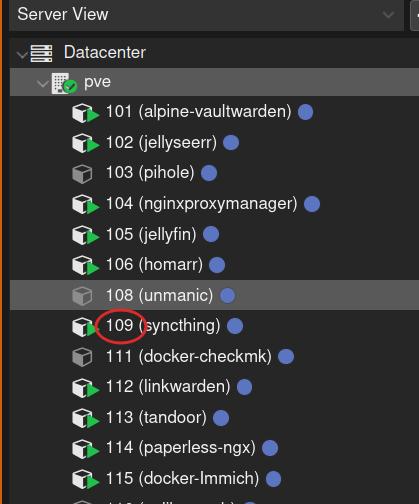 Server View
Datacenter
pve
101 (alpine-vaultwarden)
102 (jellyseerr)
103 (pihole)
104 (nginxproxymanager)
105 (jellyfin)
106 (homarr)
108 (unmanic)
109 (syncthing)
111 (docker-checkmk)
112 (linkwarden)
113 (tandoor)
114 (paperless-ngx)
115 (docker-Immich)